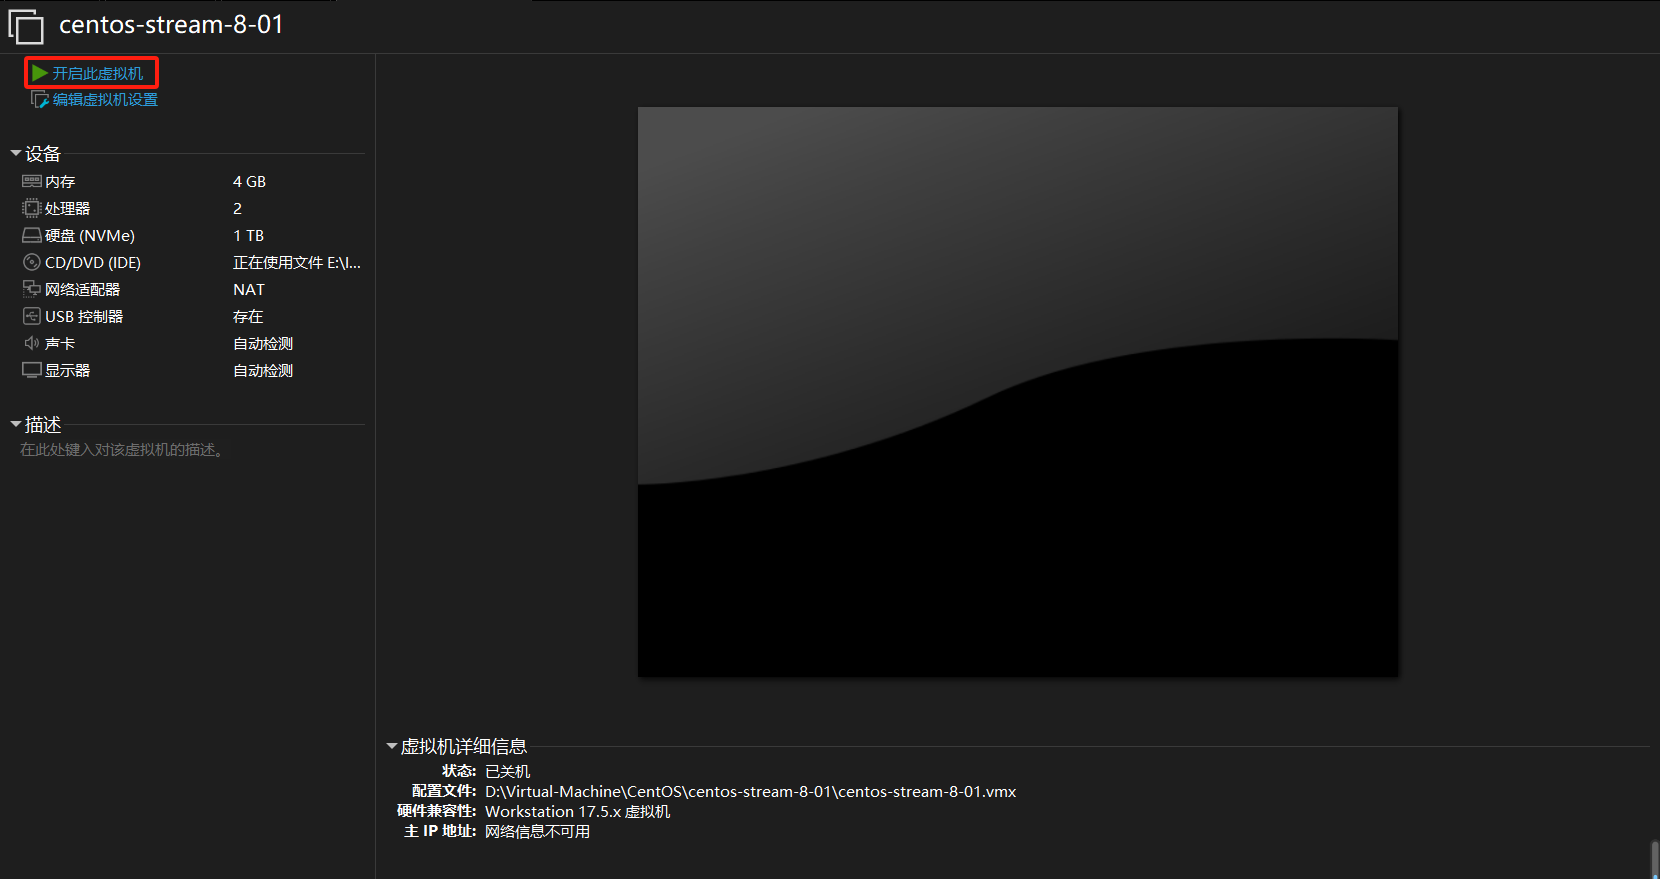 centos-stream-8-01
开启此虚拟机
编辑虚拟机设置
设备
内存 4 GB
处理器 2
硬盘 (NVMe) 1 TB
CD/DVD (IDE) 正在使用文件 E:\I...
网络适配器 NAT
USB 控制器 存在
声卡 自动检测
显示器 自动检测
描述
在此处键入对该虚拟机的描述。
虚拟机详细信息
状态: 已关机
配置文件: D:\Virtual-Machine\CentOS\centos-stream-8-01\centos-stream-8-01.vmx
硬件兼容性: Workstation 17.5.x 虚拟机
主 IP 地址: 网络信息不可用